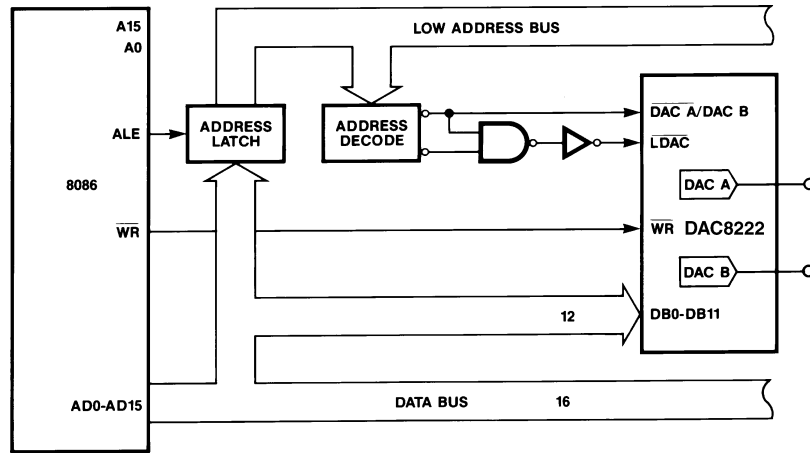 A15
A0
LOW ADDRESS BUS
ALE
ADDRESS
LATCH
ADDRESS
DECODE
DAC A/DAC B
LDAC
8086
DAC A
WR
WR DAC8222
DAC B
12
DB0-DB11
AD0-AD15
DATA BUS 16